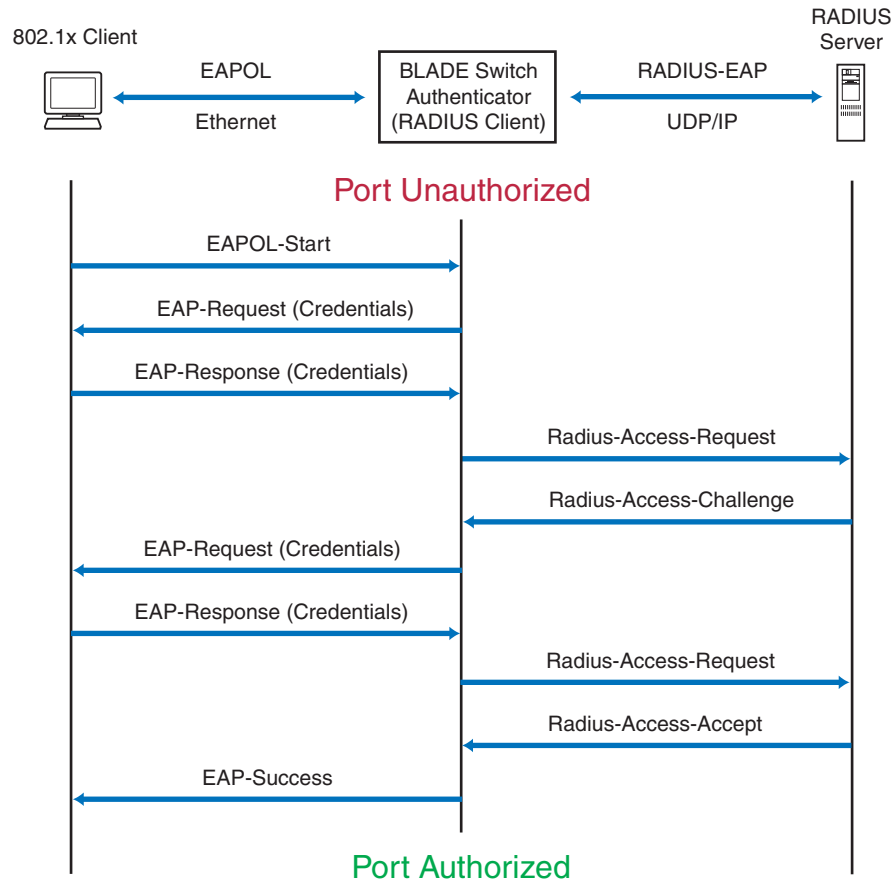 802.1x Client
EAPOL
Ethernet
BLADE Switch
Authenticator
(RADIUS Client)
RADIUS-EAP
UDP/IP
RADIUS
Server
Port Unauthorized
EAPOL-Start
EAP-Request (Credentials)
EAP-Response (Credentials)
Radius-Access-Request
Radius-Access-Challenge
EAP-Request (Credentials)
EAP-Response (Credentials)
Radius-Access-Request
Radius-Access-Accept
EAP-Success
Port Authorized